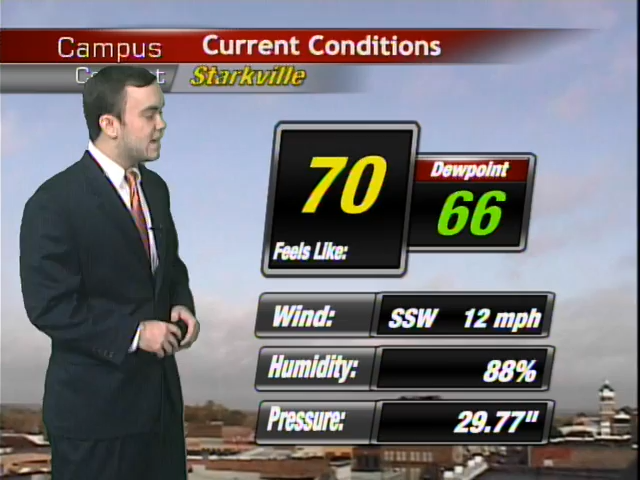 Campus Current Conditions
Starkville
70
Feels Like:
Dewpoint
66
Wind: SSW 12 mph
Humidity: 88%
Pressure: 29.77"